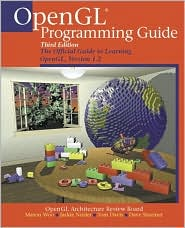 OpenGL®
Programming Guide
Third Edition
The Official Guide to Learning
OpenGL, Version 1.2
OpenGL Architecture Review Board
Mason Woo • Jackie Neider • Tom Davis • Dave Shreiner